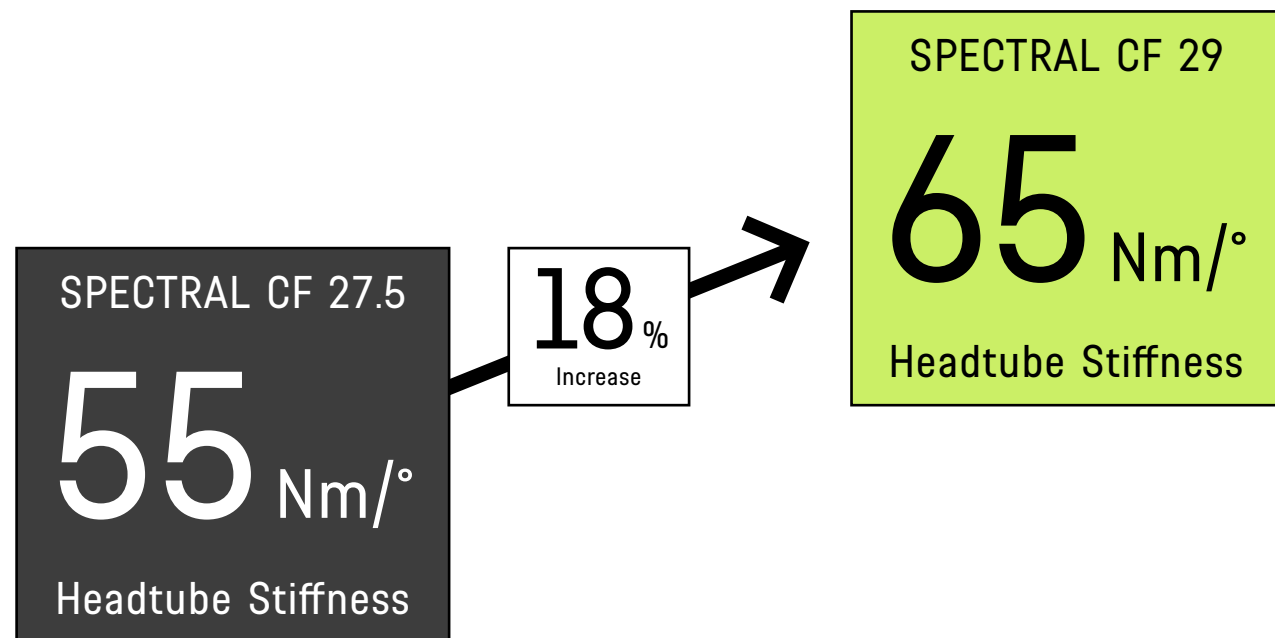 SPECTRAL CF 27.5
55 Nm/°
Headtube Stiffness
18 %
Increase
SPECTRAL CF 29
65 Nm/°
Headtube Stiffness